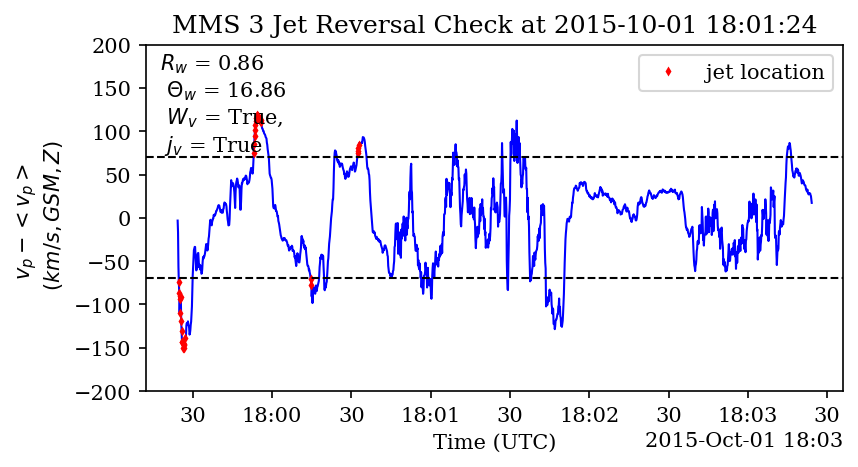 MMS 3 Jet Reversal Check at 2015-10-01 18:01:24
R_w = 0.86
Θ_w = 16.86
W_v = True,
j_v = True
jet location
200
150
100
50
0
−50
−100
−150
−200
v_p − < v_p >
(km/s, GSM, Z)
30 18:00 30 18:01 30 18:02 30 18:03 30
Time (UTC)
2015-Oct-01 18:03